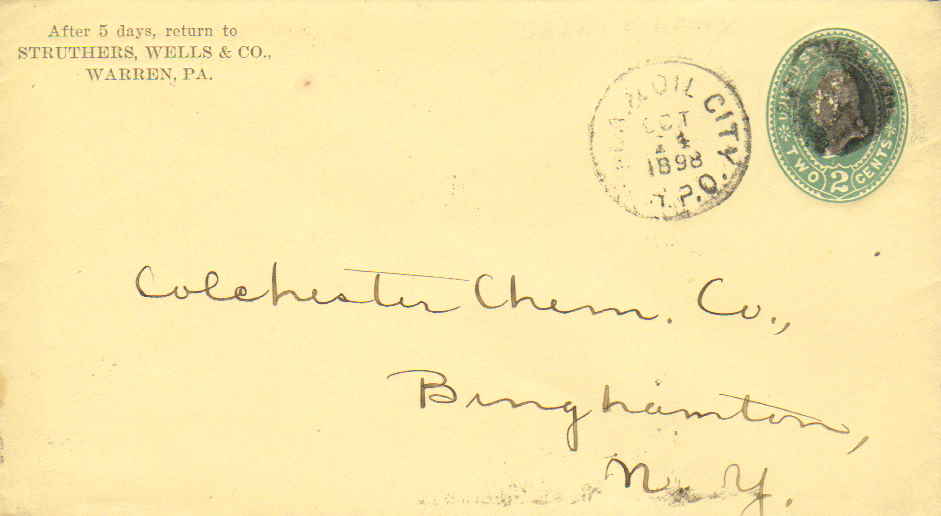 After 5 days, return to
STRUTHERS, WELLS & CO.,
WARREN, PA.
& OIL CITY
OCT
24
1898
R.P.O.
UNITED STATES
TWO 2 CENTS
Colchester Chem. Co.,
Binghamton,
N. Y.